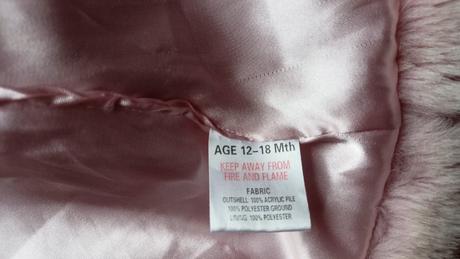 AGE 12-18 Mth
KEEP AWAY FROM
FIRE AND FLAME
FABRIC
OUTSHELL: 100% ACRYLIC PILE
100% POLYESTER GROUND
LINING: 100% POLYESTER